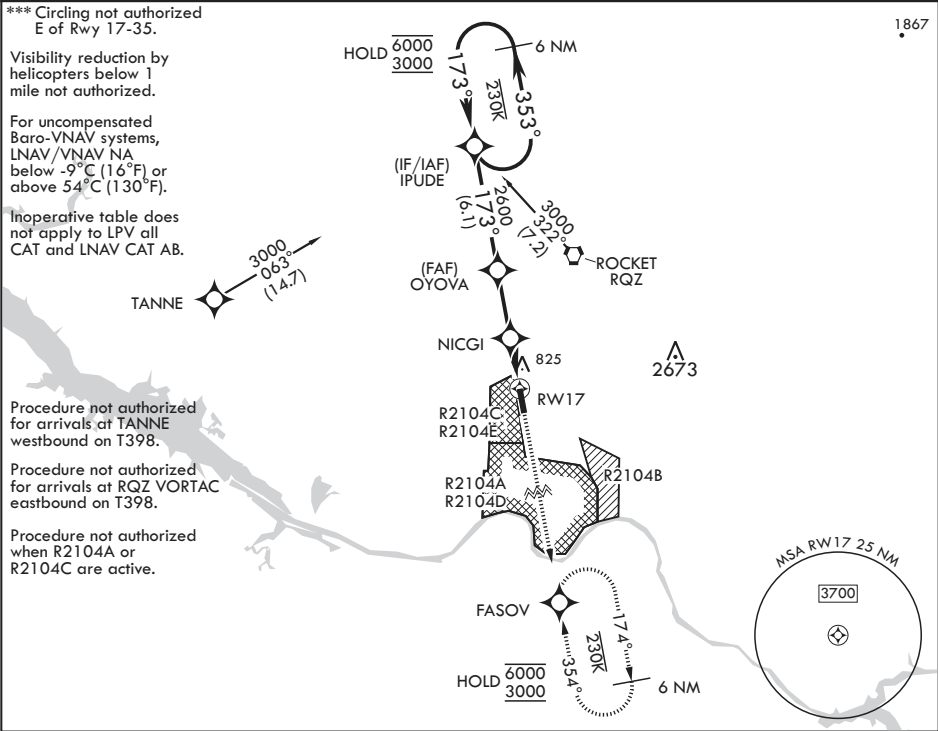 *** Circling not authorized
E of Rwy 17-35.
Visibility reduction by
helicopters below 1
mile not authorized.
For uncompensated
Baro-VNAV systems,
LNAV/VNAV NA
below -9°C (16°F) or
above 54°C (130°F).
Inoperative table does
not apply to LPV all
CAT and LNAV CAT AB.
HOLD 6000
3000
6 NM
173°
230K
353°
1867
(IF/IAF)
IPUDE
2600
173°
(6.1)
3000
322°
(7.2)
ROCKET
RQZ
3000
063°
(14.7)
TANNE
(FAF)
OYOVA
NICGI
825
2673
RW17
R2104C
R2104E
R2104A
R2104D
R2104B
Procedure not authorized
for arrivals at TANNE
westbound on T398.
Procedure not authorized
for arrivals at RQZ VORTAC
eastbound on T398.
Procedure not authorized
when R2104A or
R2104C are active.
FASOV
174°
230K
354°
HOLD 6000
3000
6 NM
MSA RW17 25 NM
3700